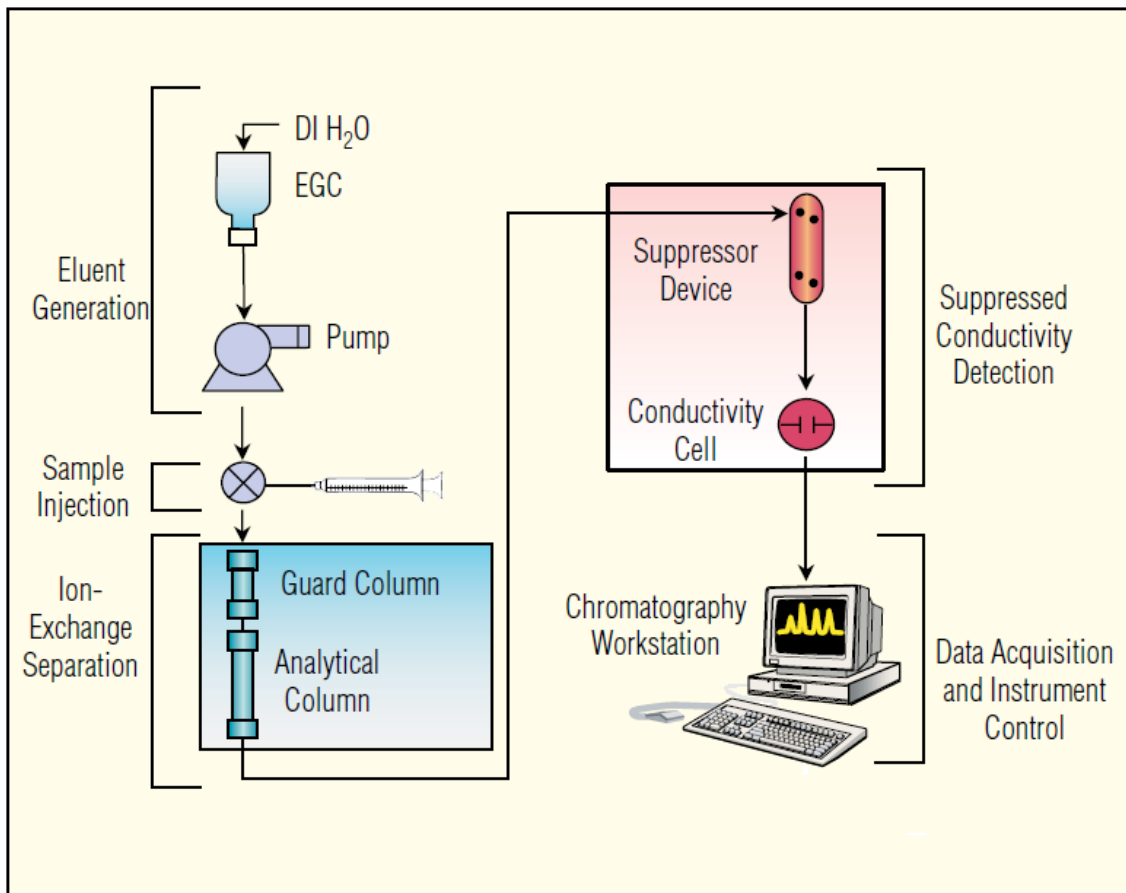 DI H₂O
EGC
Eluent
Generation
Pump
Sample
Injection
Ion-
Exchange
Separation
Guard Column
Analytical
Column
Suppressor
Device
Conductivity
Cell
Suppressed
Conductivity
Detection
Chromatography
Workstation
Data Acquisition
and Instrument
Control